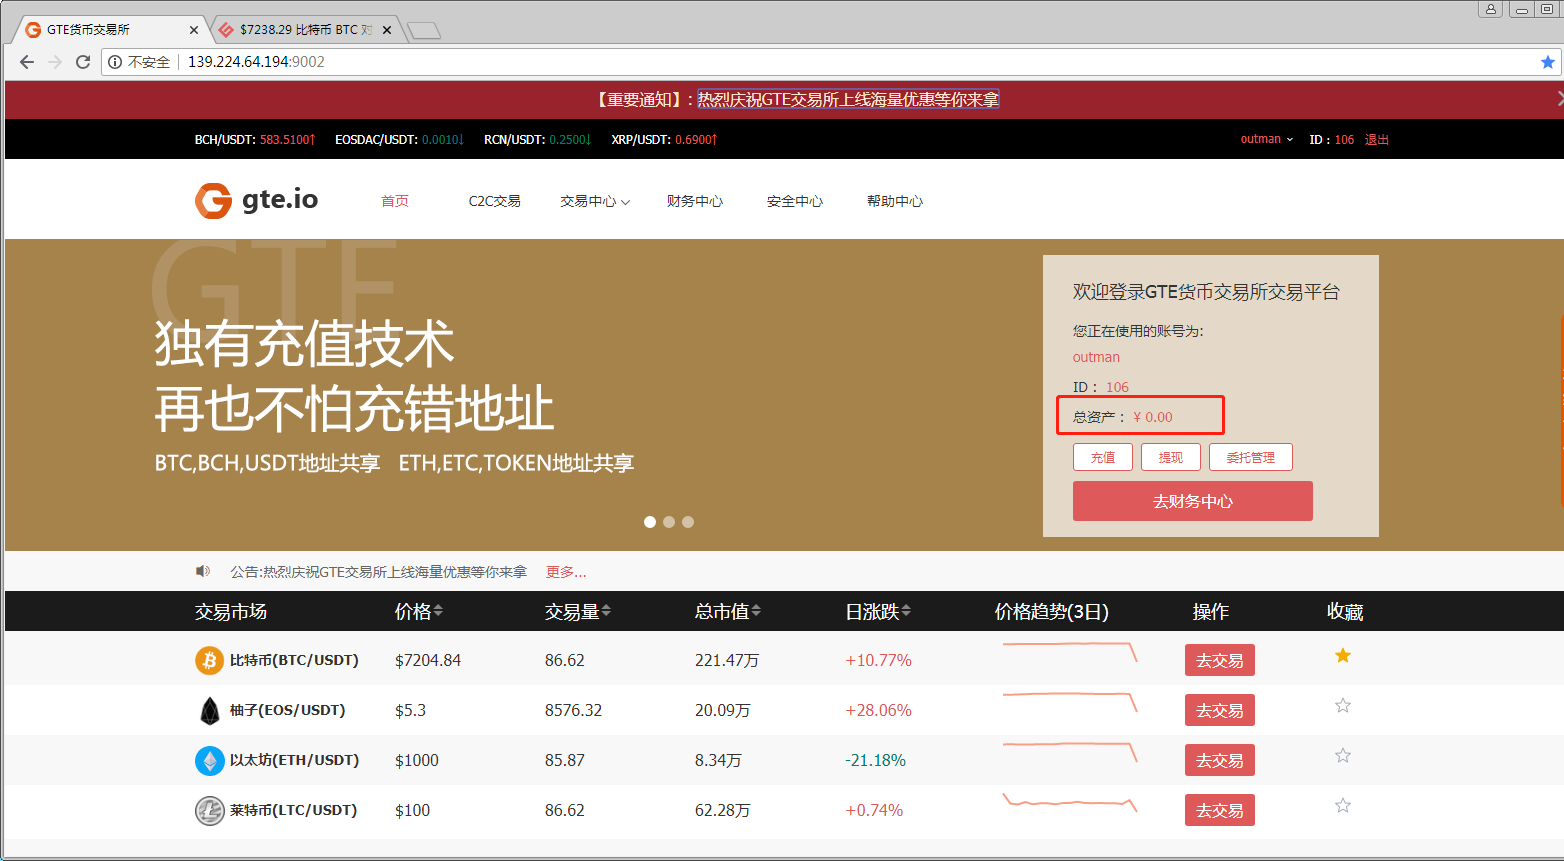 GTE货币交易所
$7238.29 比特币 BTC 对
不安全 139.224.64.194:9002
【重要通知】: 热烈庆祝GTE交易所上线海量优惠等你来拿
BCH/USDT: 583.5100↑ EOSDAC/USDT: 0.0010↓ RCN/USDT: 0.2500↓ XRP/USDT: 0.6900↑ outman ID : 106 退出
gte.io 首页 C2C交易 交易中心 财务中心 安全中心 帮助中心
GTE
独有充值技术
再也不怕充错地址
BTC,BCH,USDT地址共享 ETH,ETC,TOKEN地址共享
欢迎登录GTE货币交易所交易平台
您正在使用的账号为:
outman
ID： 106
总资产： ¥ 0.00
充值 提现 委托管理
去财务中心
公告:热烈庆祝GTE交易所上线海量优惠等你来拿 更多...
交易市场 价格 交易量 总市值 日涨跌 价格趋势(3日) 操作 收藏
比特币(BTC/USDT) $7204.84 86.62 221.47万 +10.77% 去交易
柚子(EOS/USDT) $5.3 8576.32 20.09万 +28.06% 去交易
以太坊(ETH/USDT) $1000 85.87 8.34万 -21.18% 去交易
莱特币(LTC/USDT) $100 86.62 62.28万 +0.74% 去交易